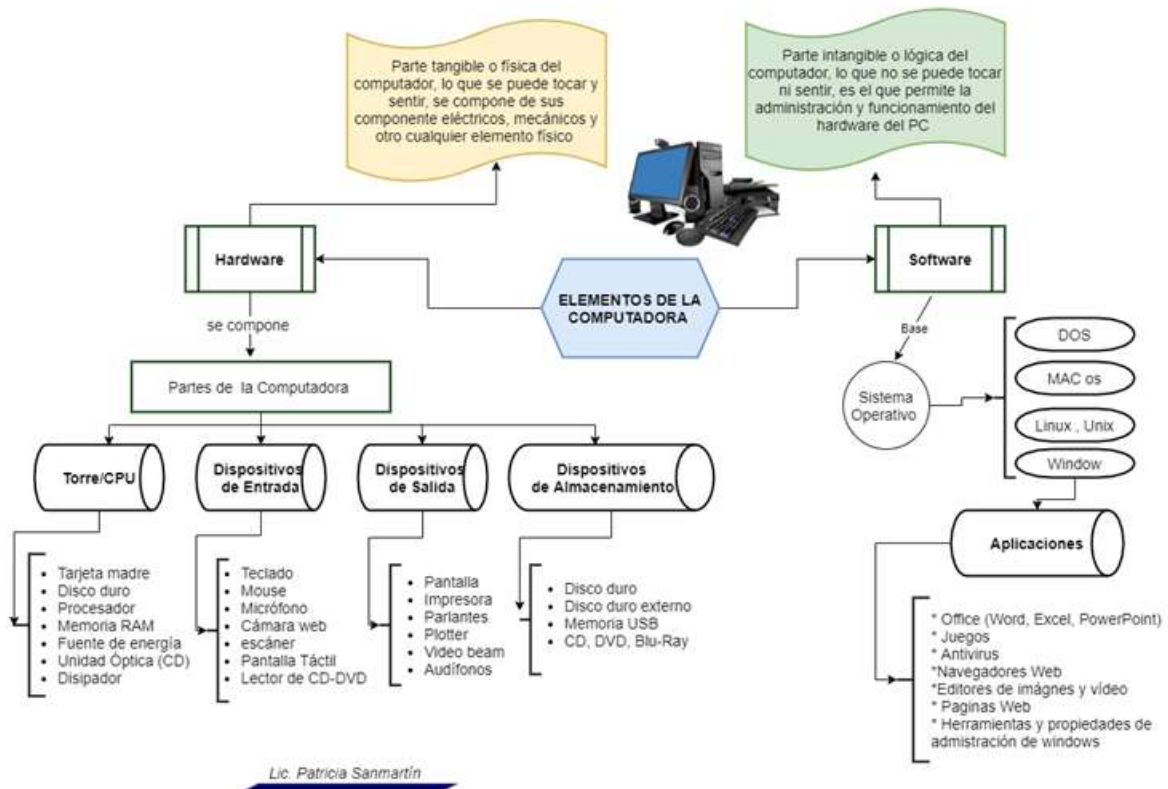 Parte tangible o física del
computador, lo que se puede tocar y
sentir, se compone de sus
componente eléctricos, mecánicos y
otro cualquier elemento físico
Parte intangible o lógica del
computador, lo que no se puede tocar
ni sentir, es el que permite la
administración y funcionamiento del
hardware del PC
Hardware
Software
ELEMENTOS DE LA
COMPUTADORA
se compone
Partes de la Computadora
Torre/CPU
Dispositivos
de Entrada
Dispositivos
de Salida
Dispositivos
de Almacenamiento
• Tarjeta madre
• Disco duro
• Procesador
• Memoria RAM
• Fuente de energía
• Unidad Óptica (CD)
• Disipador
• Teclado
• Mouse
• Micrófono
• Cámara web
• escáner
• Pantalla Táctil
• Lector de CD-DVD
• Pantalla
• Impresora
• Parlantes
• Plotter
• Video beam
• Audífonos
• Disco duro
• Disco duro externo
• Memoria USB
• CD, DVD, Blu-Ray
Base
Sistema
Operativo
DOS
MAC os
Linux , Unix
Window
Aplicaciones
* Office (Word, Excel, PowerPoint)
* Juegos
* Antivirus
*Navegadores Web
*Editores de imágnes y vídeo
* Paginas Web
* Herramientas y propiedades de
admistración de windows
Lic. Patricia Sanmartín